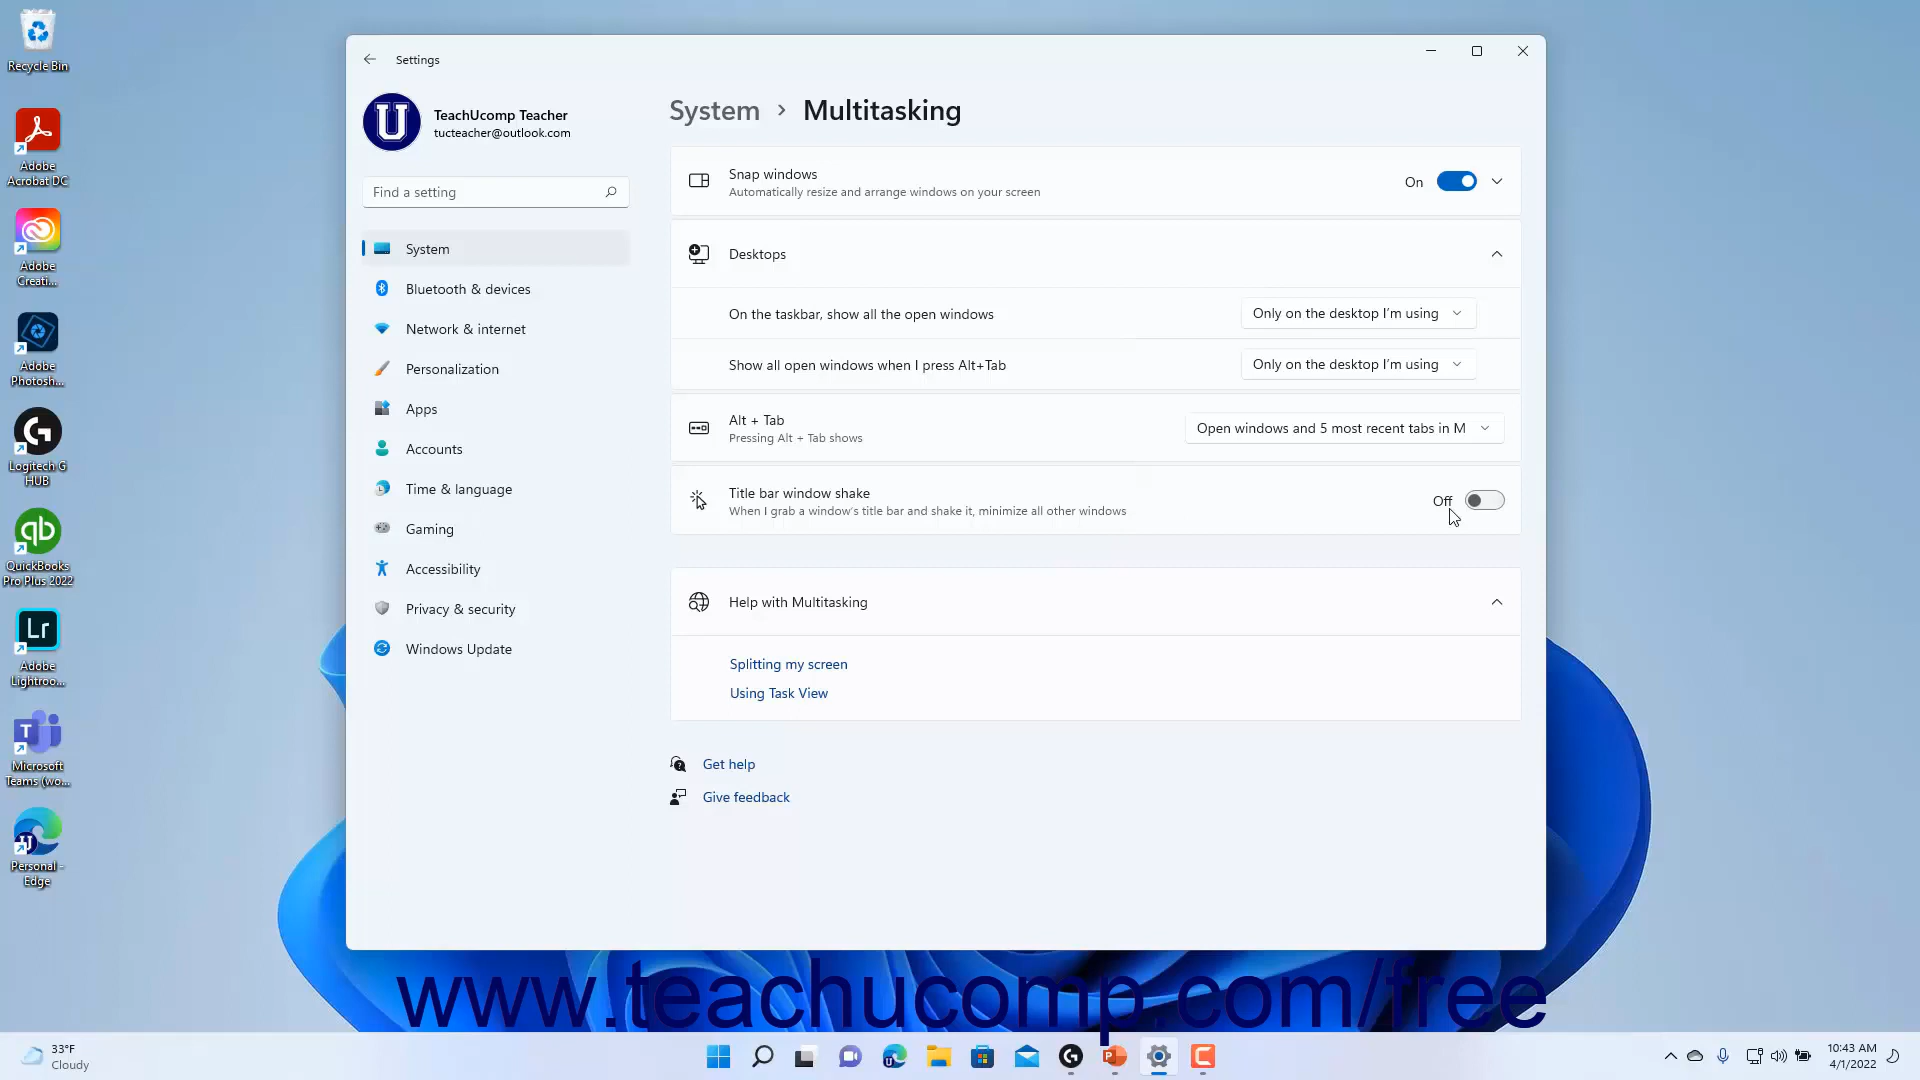 Recycle Bin
Adobe
Acrobat DC
Adobe
Creati...
Adobe
Photosh...
Logitech G
HUB
QuickBooks
Pro Plus 2022
Adobe
Lightroo...
Microsoft
Teams (wo...
Personal -
Edge
Settings
TeachUcomp Teacher
tucteacher@outlook.com
Find a setting
System
Bluetooth & devices
Network & internet
Personalization
Apps
Accounts
Time & language
Gaming
Accessibility
Privacy & security
Windows Update
System > Multitasking
Snap windows
Automatically resize and arrange windows on your screen
On
Desktops
On the taskbar, show all the open windows
Only on the desktop I'm using
Show all open windows when I press Alt+Tab
Only on the desktop I'm using
Alt + Tab
Pressing Alt + Tab shows
Open windows and 5 most recent tabs in M
Title bar window shake
When I grab a window's title bar and shake it, minimize all other windows
Off
Help with Multitasking
Splitting my screen
Using Task View
Get help
Give feedback
www.teachucomp.com/free
33°F
Cloudy
10:43 AM
4/1/2022